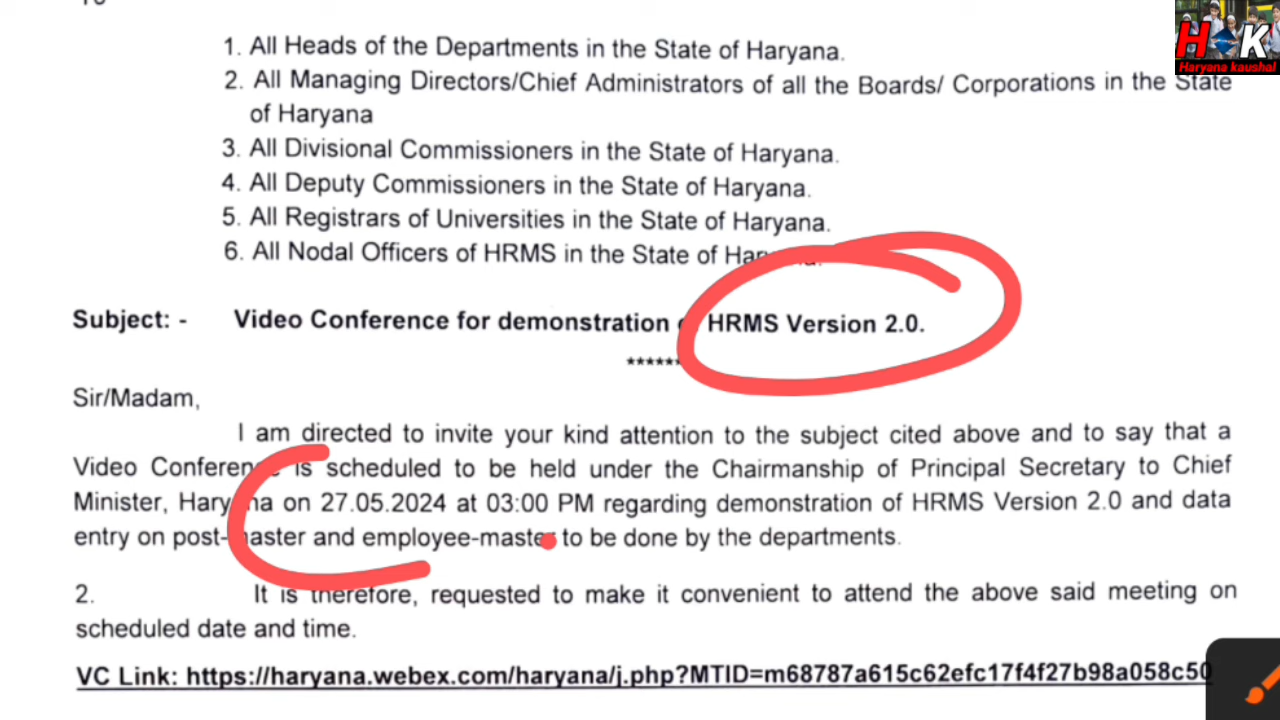 1. All Heads of the Departments in the State of Haryana.
2. All Managing Directors/Chief Administrators of all the Boards/ Corporations in the State
of Haryana
3. All Divisional Commissioners in the State of Haryana.
4. All Deputy Commissioners in the State of Haryana.
5. All Registrars of Universities in the State of Haryana.
6. All Nodal Officers of HRMS in the State of Haryana.
Subject: - Video Conference for demonstration HRMS Version 2.0.
******
Sir/Madam,
I am directed to invite your kind attention to the subject cited above and to say that a
Video Conference is scheduled to be held under the Chairmanship of Principal Secretary to Chief
Minister, Haryana on 27.05.2024 at 03:00 PM regarding demonstration of HRMS Version 2.0 and data
entry on post-master and employee-master to be done by the departments.
2. It is therefore, requested to make it convenient to attend the above said meeting on
scheduled date and time.
VC Link: https://haryana.webex.com/haryana/j.php?MTID=m68787a615c62efc17f4f27b98a058c50
H K
Haryana kaushal